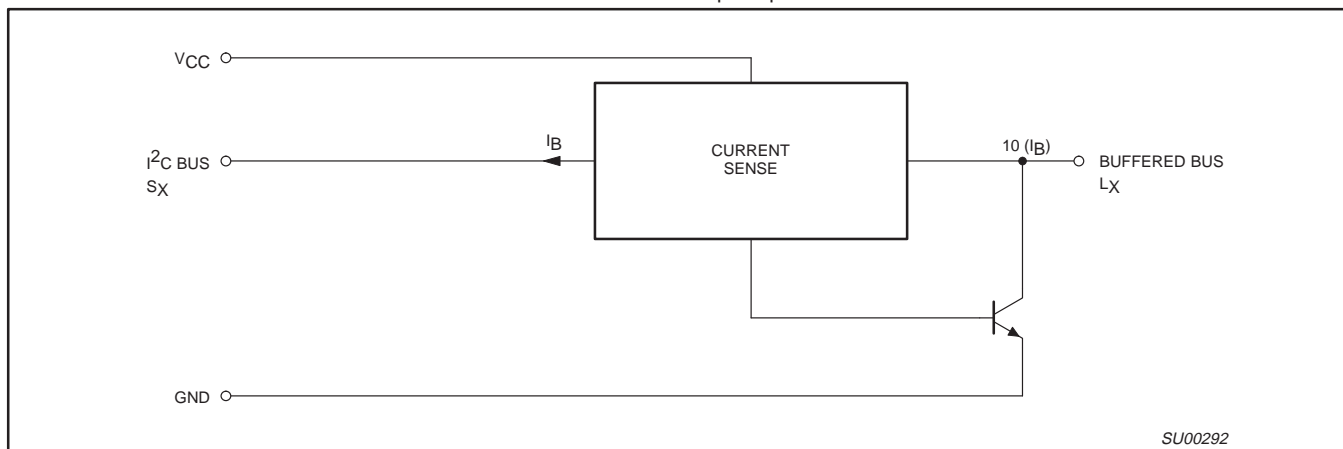 VCC
I²C BUS
SX
IB
CURRENT
SENSE
10 (IB)
BUFFERED BUS
LX
GND
SU00292